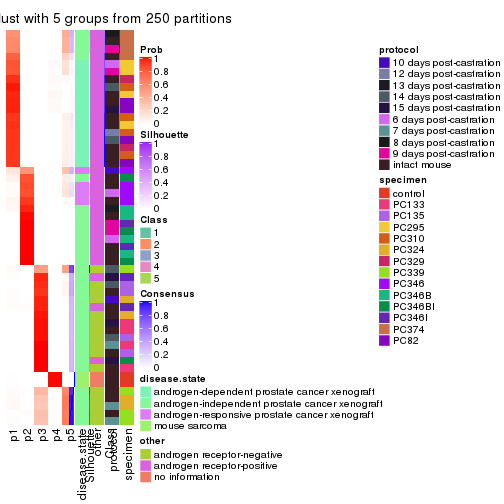 lust with 5 groups from 250 partitions
Prob
1
0.8
0.6
0.4
0.2
0
Silhouette
1
0.8
0.6
0.4
0.2
0
Class
1
2
3
4
5
Consensus
1
0.8
0.6
0.4
0.2
0
disease.state
androgen-dependent prostate cancer xenograft
androgen-independent prostate cancer xenograft
androgen-responsive prostate cancer xenograft
mouse sarcoma
other
androgen receptor-negative
androgen receptor-positive
no information
protocol
10 days post-castration
12 days post-castration
13 days post-castration
14 days post-castration
15 days post-castration
6 days post-castration
7 days post-castration
8 days post-castration
9 days post-castration
intact mouse
specimen
control
PC133
PC135
PC295
PC310
PC324
PC329
PC339
PC346
PC346B
PC346BI
PC346I
PC374
PC82
p1
p2
p3
p4
p5
disease.state
Silhouette
other
Class
protocol
specimen